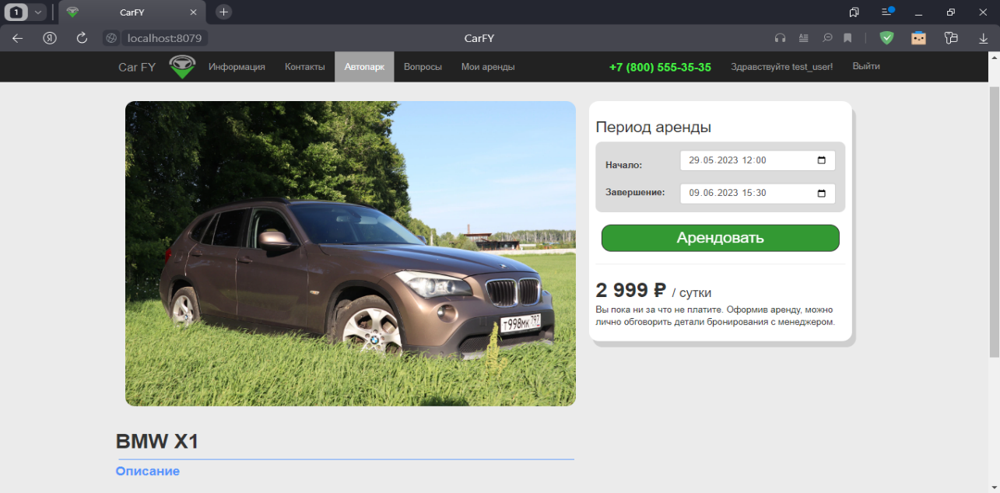 1
CarFY
Я
localhost:8079
CarFY
Car FY
Информация
Контакты
Автопарк
Вопросы
Мои аренды
+7 (800) 555-35-35
Здравствуйте test_user!
Выйти
Т998МК 797
Период аренды
Начало:
29.05.2023 12:00
Завершение:
09.06.2023 15:30
Арендовать
2 999 ₽ / сутки
Вы пока ни за что не платите. Оформив аренду, можно
лично обговорить детали бронирования с менеджером.
BMW X1
Описание